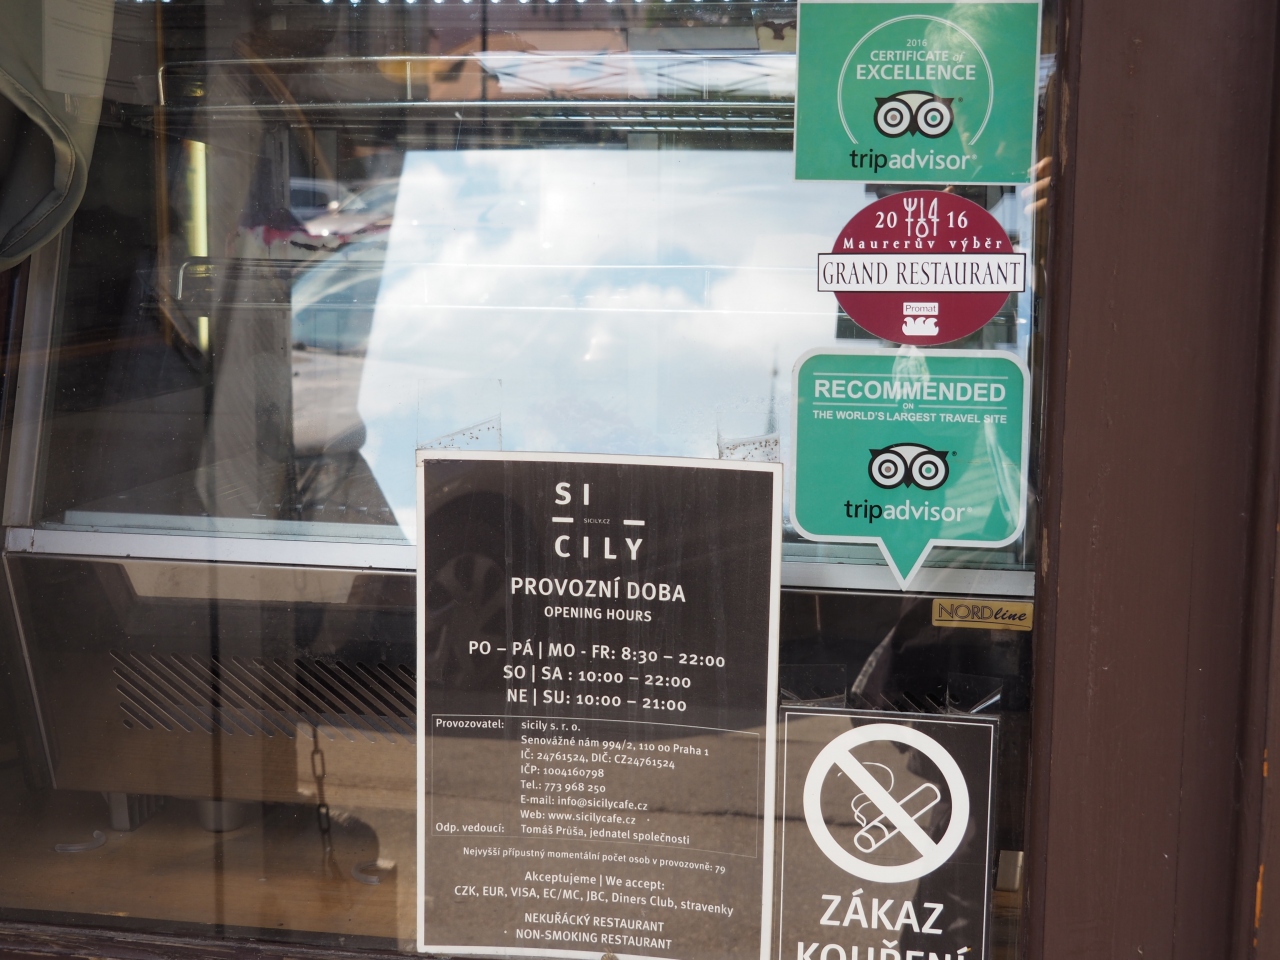 2016
CERTIFICATE of
EXCELLENCE
tripadvisor®
20 16
Maurerův výběr
GRAND RESTAURANT
Promat
RECOMMENDED
ON
THE WORLD'S LARGEST TRAVEL SITE
tripadvisor®
NORDline
SI
SICILY.CZ
CILY
PROVOZNÍ DOBA
OPENING HOURS
PO – PÁ | MO - FR: 8:30 – 22:00
SO | SA : 10:00 – 22:00
NE | SU: 10:00 – 21:00
Provozovatel: sicily s. r. o.
Senovážné nám 994/2, 110 00 Praha 1
IČ: 24761524, DIČ: CZ24761524
IČP: 1004160798
Tel.: 773 968 250
E-mail: info@sicilycafe.cz
Web: www.sicilycafe.cz
Odp. vedoucí: Tomáš Průša, jednatel společnosti
Nejvyšší přípustný momentální počet osob v provozovně: 79
Akceptujeme | We accept:
CZK, EUR, VISA, EC/MC, JBC, Diners Club, stravenky
NEKUŘÁCKÝ RESTAURANT
NON-SMOKING RESTAURANT
ZÁKAZ
KOUŘENÍ